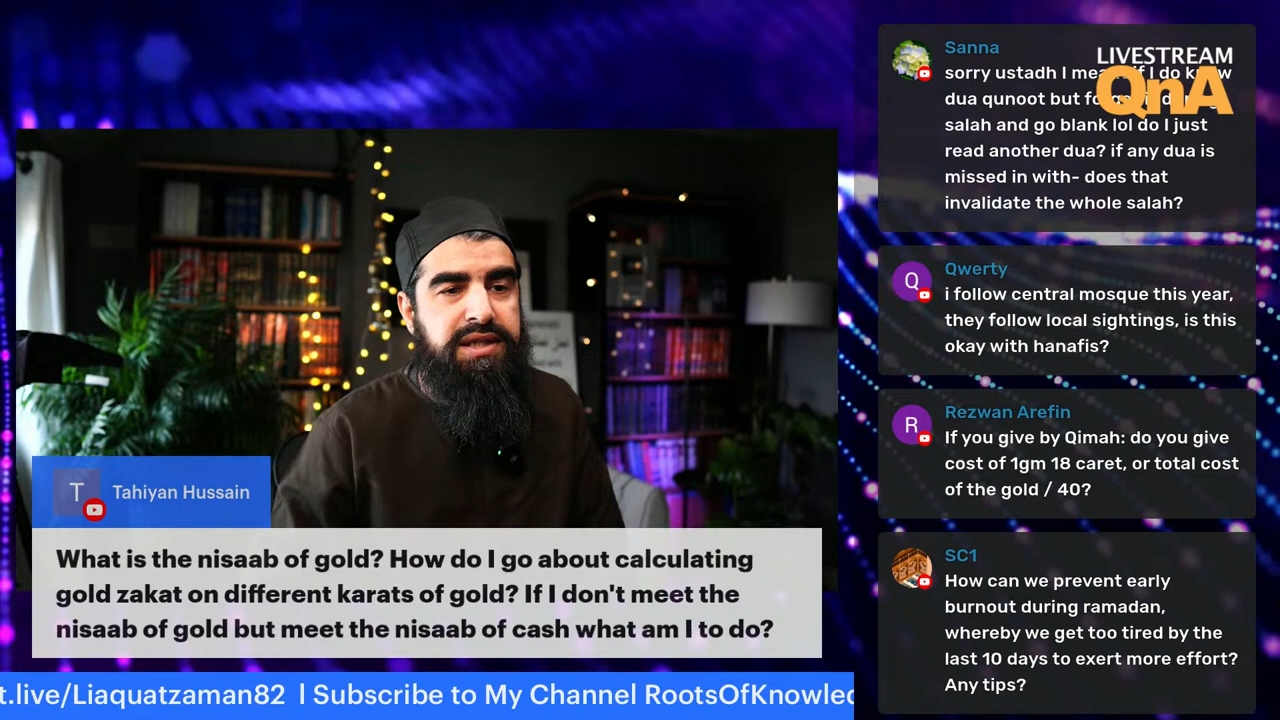 Tahiyan Hussain
What is the nisaab of gold? How do I go about calculating
gold zakat on different karats of gold? If I don't meet the
nisaab of gold but meet the nisaab of cash what am I to do?
t.live/Liaquatzaman82 | Subscribe to My Channel RootsOfKnowled
LIVESTREAM
QnA
Sanna
sorry ustadh I if I do
dua qunoot but
salah and go blank lol do I just
read another dua? if any dua is
missed in with- does that
invalidate the whole salah?
Q
Qwerty
i follow central mosque this year,
they follow local sightings, is this
okay with hanafis?
R
Rezwan Arefin
If you give by Qimah: do you give
cost of 1gm 18 caret, or total cost
of the gold / 40?
SC1
How can we prevent early
burnout during ramadan,
whereby we get too tired by the
last 10 days to exert more effort?
Any tips?
T